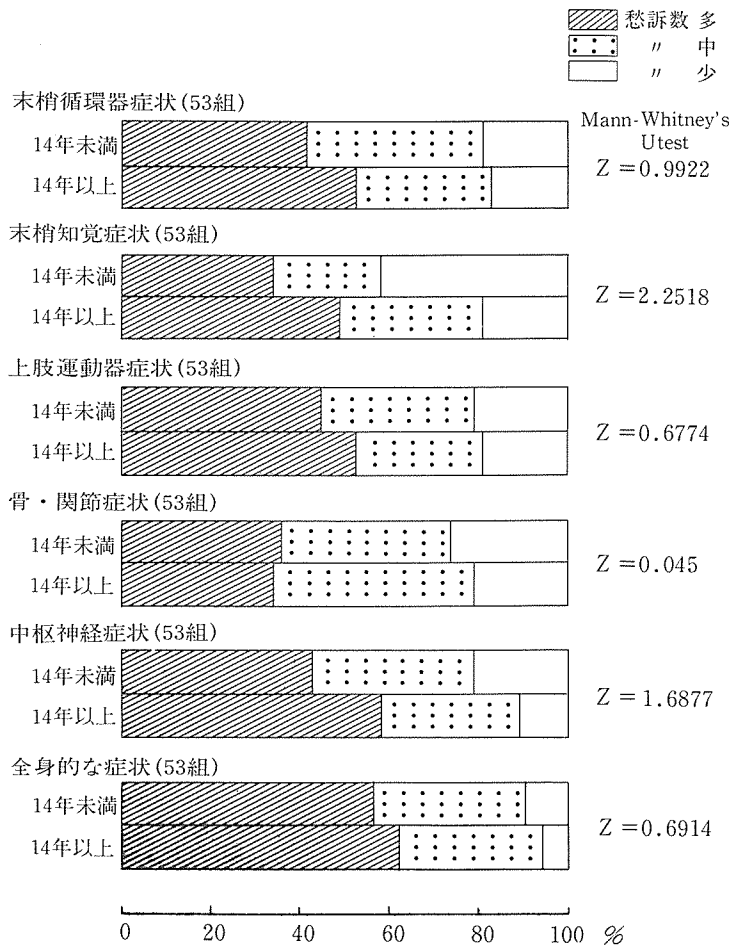 愁訴数 多
〃 中
〃 少
末梢循環器症状(53組)
Mann-Whitney's
Utest
14年未満
14年以上
Z=0.9922
末梢知覚症状(53組)
14年未満
14年以上
Z=2.2518
上肢運動器症状(53組)
14年未満
14年以上
Z=0.6774
骨・関節症状(53組)
14年未満
14年以上
Z=0.045
中枢神経症状(53組)
14年未満
14年以上
Z=1.6877
全身的な症状(53組)
14年未満
14年以上
Z=0.6914
0 20 40 60 80 100 %